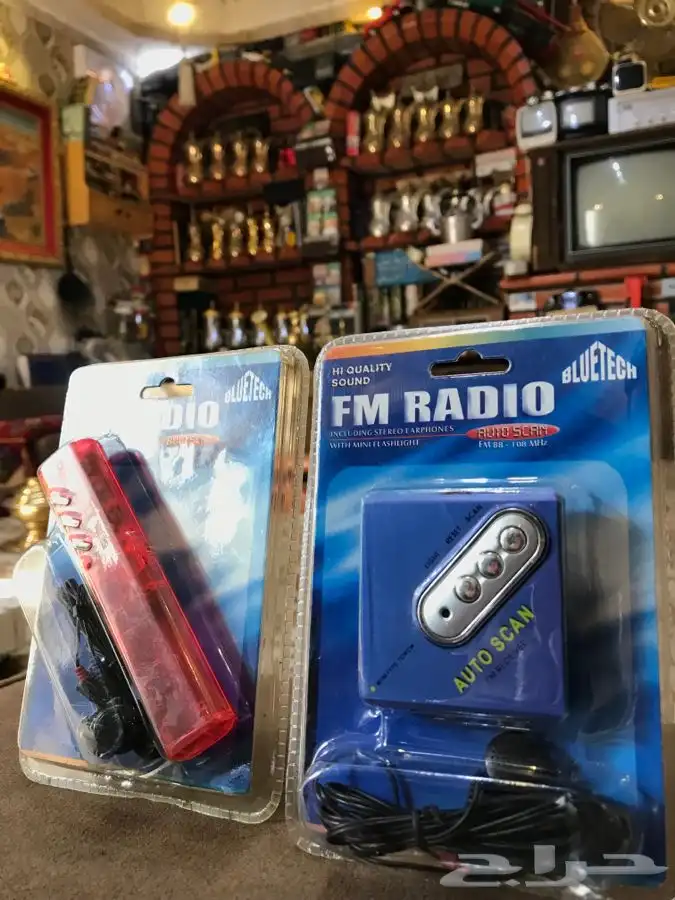 BLUETECH
RADIO
HI-QUALITY
SOUND
BLUETECH
FM RADIO
INCLUDING STEREO EARPHONES
WITH MINI FLASHLIGHT
AUTO SCAN
FM 88 - 108 MHz
LIGHT RESET SCAN
AUTO SCAN
حراج